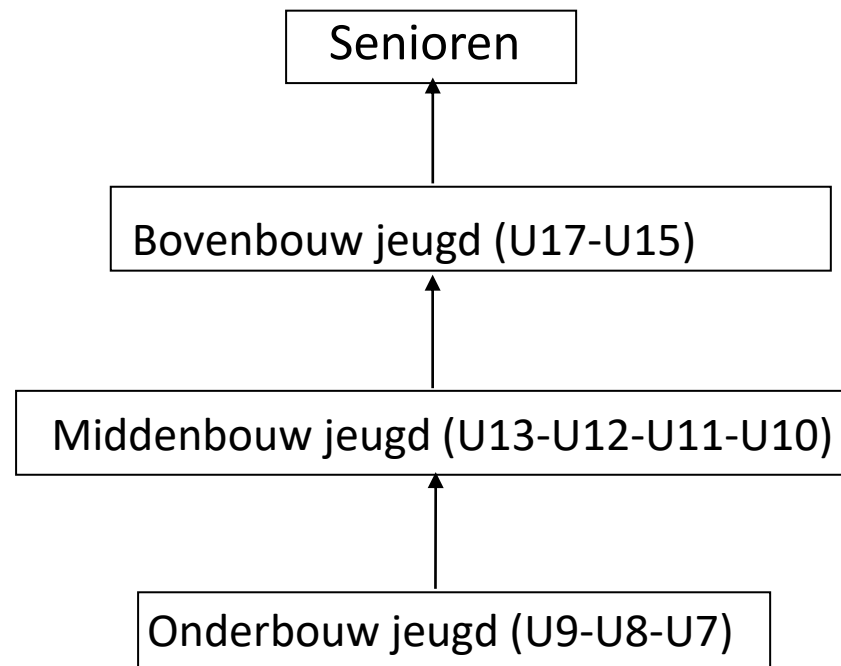 Senioren
Bovenbouw jeugd (U17-U15)
Middenbouw jeugd (U13-U12-U11-U10)
Onderbouw jeugd (U9-U8-U7)